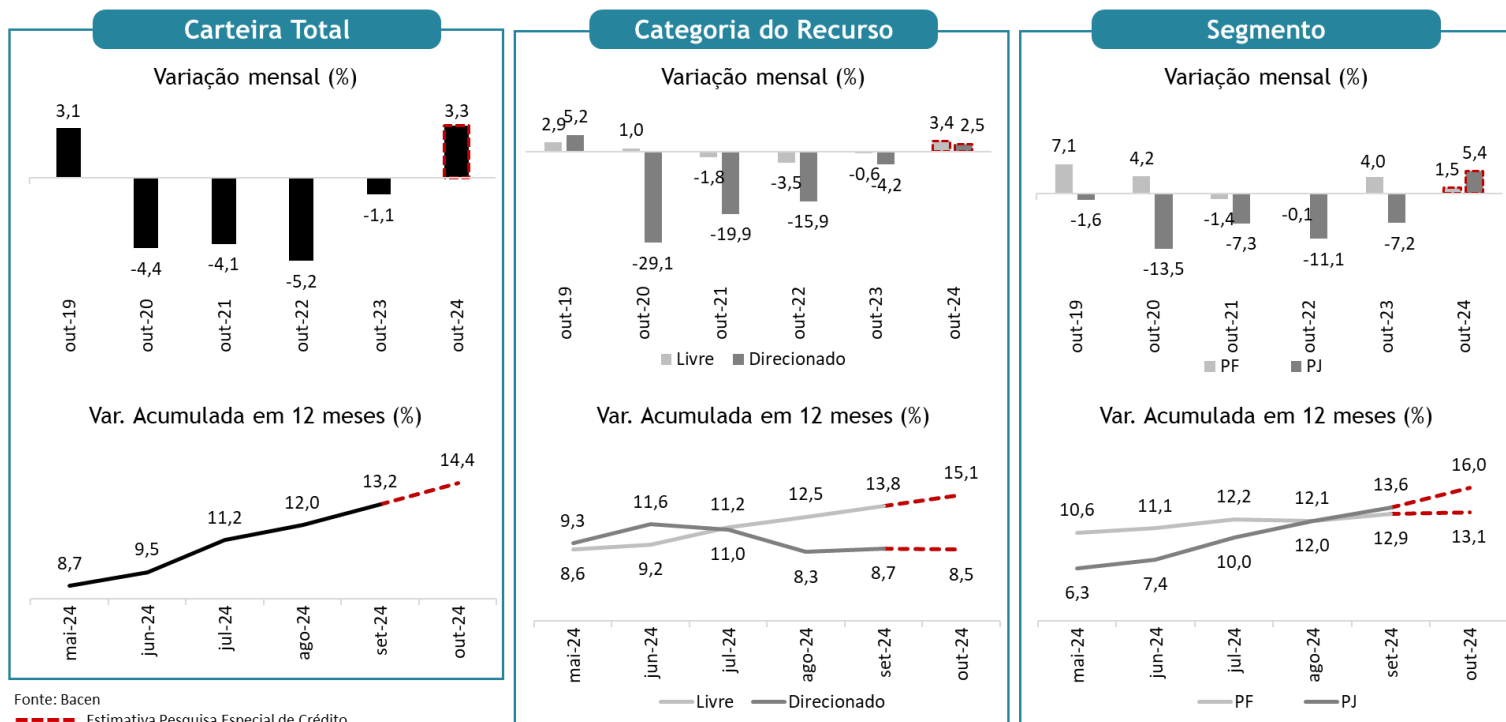 Carteira Total
Variação mensal (%)
3,1
-4,4
-4,1
-5,2
-1,1
3,3
out-19
out-20
out-21
out-22
out-23
out-24
Var. Acumulada em 12 meses (%)
8,7
9,5
11,2
12,0
13,2
14,4
mai-24
jun-24
jul-24
ago-24
set-24
out-24
Categoria do Recurso
Variação mensal (%)
2,9
5,2
1,0
-29,1
-1,8
-19,9
-3,5
-15,9
-0,6
-4,2
3,4
2,5
out-19
out-20
out-21
out-22
out-23
out-24
Livre Direcionado
Var. Acumulada em 12 meses (%)
9,3
11,6
11,2
12,5
13,8
15,1
8,6
9,2
11,0
8,3
8,7
8,5
mai-24
jun-24
jul-24
ago-24
set-24
out-24
Livre Direcionado
Segmento
Variação mensal (%)
7,1
-1,6
4,2
-13,5
-1,4
-7,3
-0,1
-11,1
4,0
-7,2
1,5
5,4
out-19
out-20
out-21
out-22
out-23
out-24
PF PJ
Var. Acumulada em 12 meses (%)
10,6
11,1
12,2
12,1
13,6
16,0
6,3
7,4
10,0
12,0
12,9
13,1
mai-24
jun-24
jul-24
ago-24
set-24
out-24
PF PJ
Fonte: Bacen
Estimativa Pesquisa Especial de Crédito